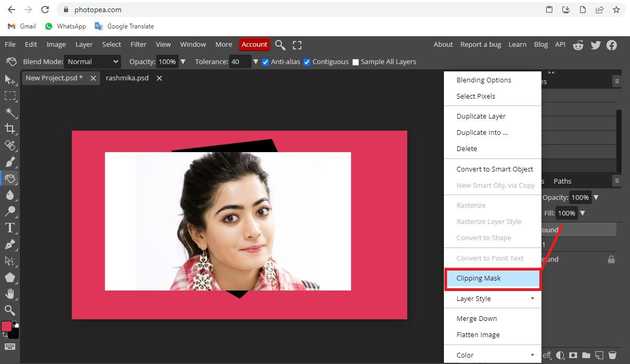 photopea.com
Gmail WhatsApp Google Translate
File Edit Image Layer Select Filter View Window More Account About Report a bug Learn Blog API
Blend Mode: Normal Opacity: 100% Tolerance: 40 Anti-alias Contiguous Sample All Layers
New Project.psd * rashmika.psd
Blending Options
Select Pixels
Duplicate Layer
Duplicate Into ...
Delete
Convert to Smart Object
New Smart Obj. via Copy
Paths
Opacity: 100%
Rasterize
Fill: 100%
Rasterize Layer Style
Convert to Shape
Convert to Point Text
Clipping Mask
Layer Style
Merge Down
Flatten Image
Color